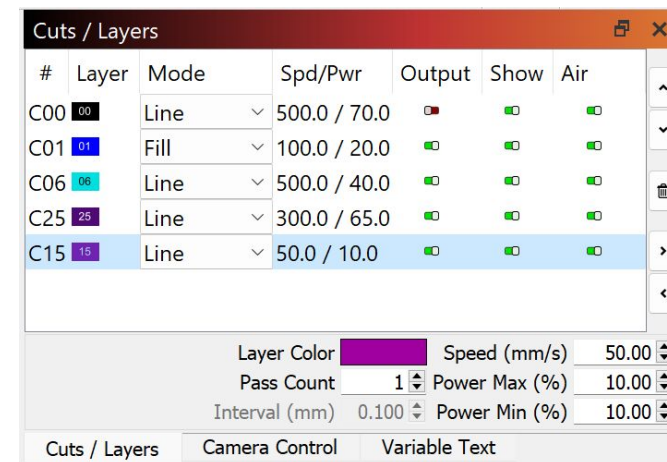 Cuts / Layers
# Layer Mode Spd/Pwr Output Show Air
C00 00 Line 500.0 / 70.0
C01 01 Fill 100.0 / 20.0
C06 06 Line 500.0 / 40.0
C25 25 Line 300.0 / 65.0
C15 15 Line 50.0 / 10.0
Layer Color Speed (mm/s) 50.00
Pass Count 1 Power Max (%) 10.00
Interval (mm) 0.100 Power Min (%) 10.00
Cuts / Layers Camera Control Variable Text